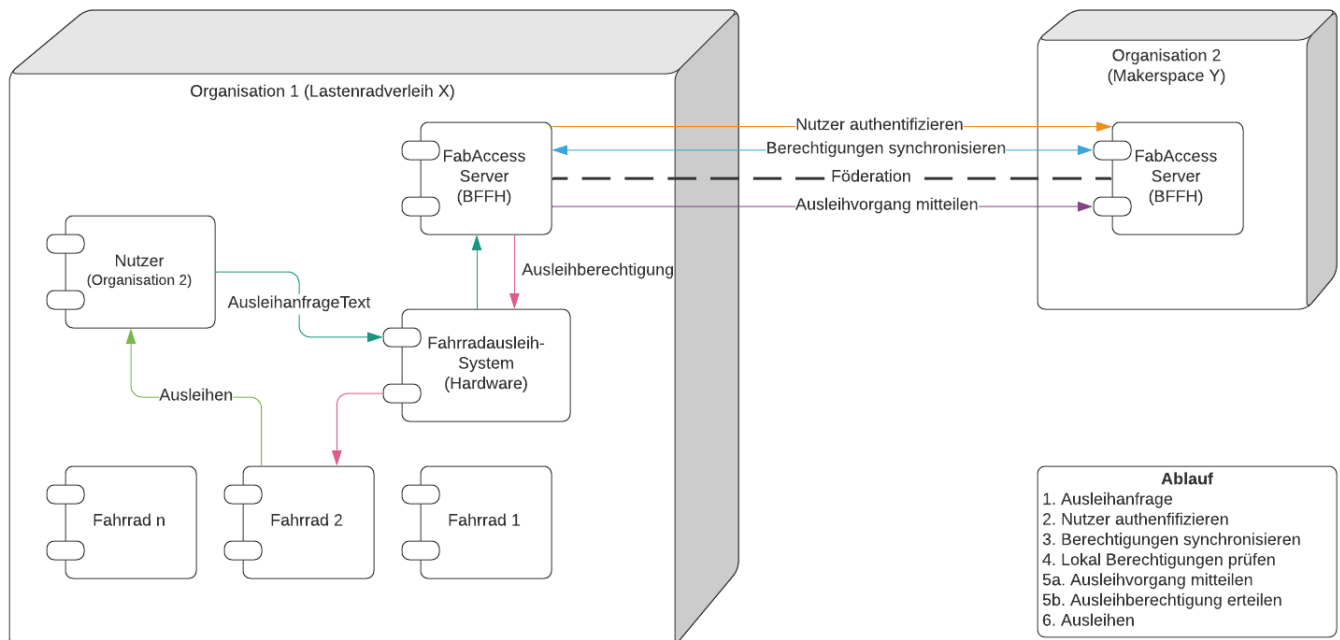 Organisation 1 (Lastenradverleih X)
Organisation 2
(Makerspace Y)
Nutzer authentifizieren
Berechtigungen synchronisieren
Föderation
Ausleihvorgang mitteilen
FabAccess
Server
(BFFH)
FabAccess
Server
(BFFH)
Nutzer
(Organisation 2)
AusleihanfrageText
Ausleihberechtigung
Fahrradausleih-
System
(Hardware)
Ausleihen
Fahrrad n
Fahrrad 2
Fahrrad 1
Ablauf
1. Ausleihanfrage
2. Nutzer authenfifizieren
3. Berechtigungen synchronisieren
4. Lokal Berechtigungen prüfen
5a. Ausleihvorgang mitteilen
5b. Ausleihberechtigung erteilen
6. Ausleihen